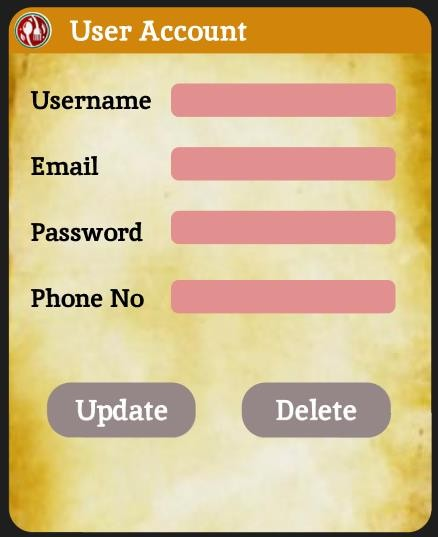 User Account
Username
Email
Password
Phone No
Update Delete